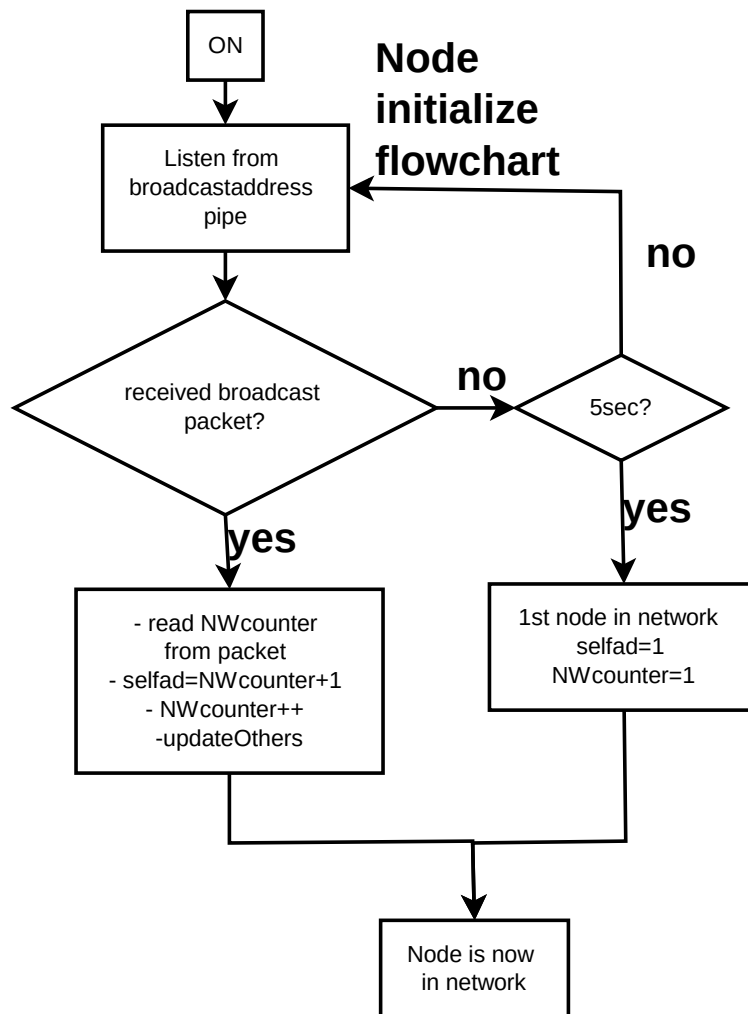 ON
Node
initialize
flowchart
Listen from
broadcastaddress
pipe
no
received broadcast
packet?
no
5sec?
yes
yes
- read NWcounter
from packet
- selfad=NWcounter+1
- NWcounter++
-updateOthers
1st node in network
selfad=1
NWcounter=1
Node is now
in network